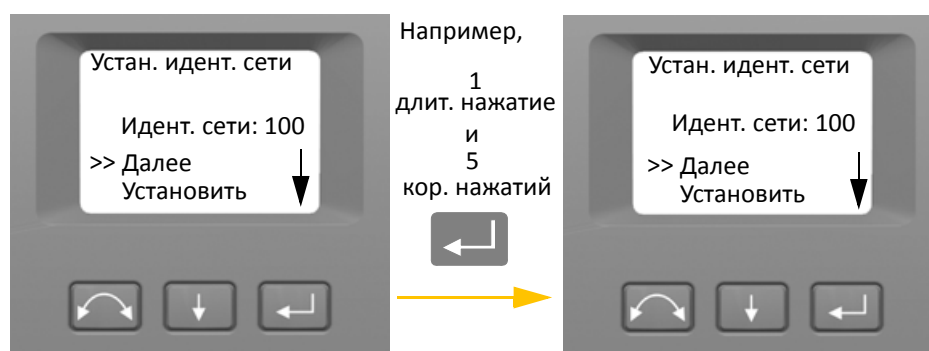 Устан. идент. сети
Идент. сети: 100
>> Далее
Установить
Например,
1
длит. нажатие
и
5
кор. нажатий
Устан. идент. сети
Идент. сети: 100
>> Далее
Установить